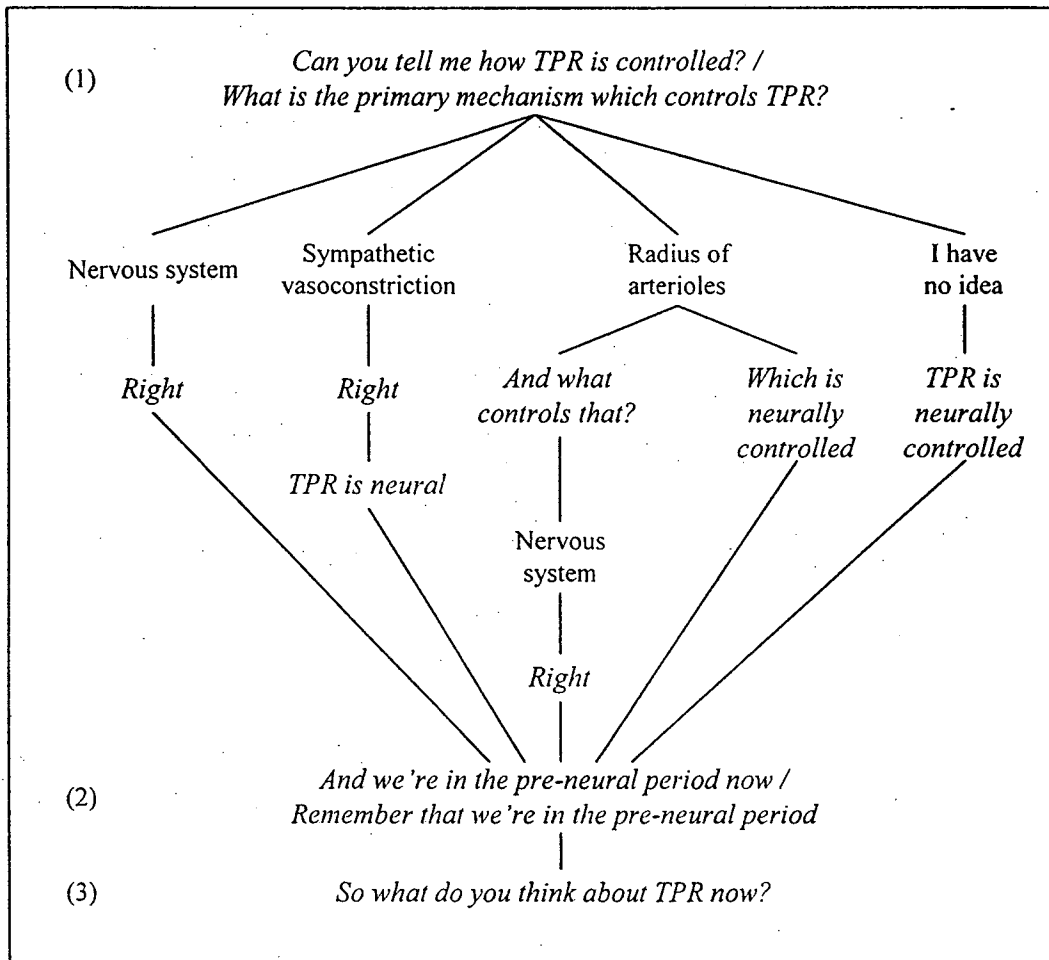 (1)
Can you tell me how TPR is controlled? /
What is the primary mechanism which controls TPR?
Nervous system
Sympathetic
vasoconstriction
Radius of
arterioles
I have
no idea
Right
Right
And what
controls that?
Which is
neurally
controlled
TPR is
neurally
controlled
TPR is neural
Nervous
system
Right
(2)
And we're in the pre-neural period now /
Remember that we're in the pre-neural period
(3)
So what do you think about TPR now?